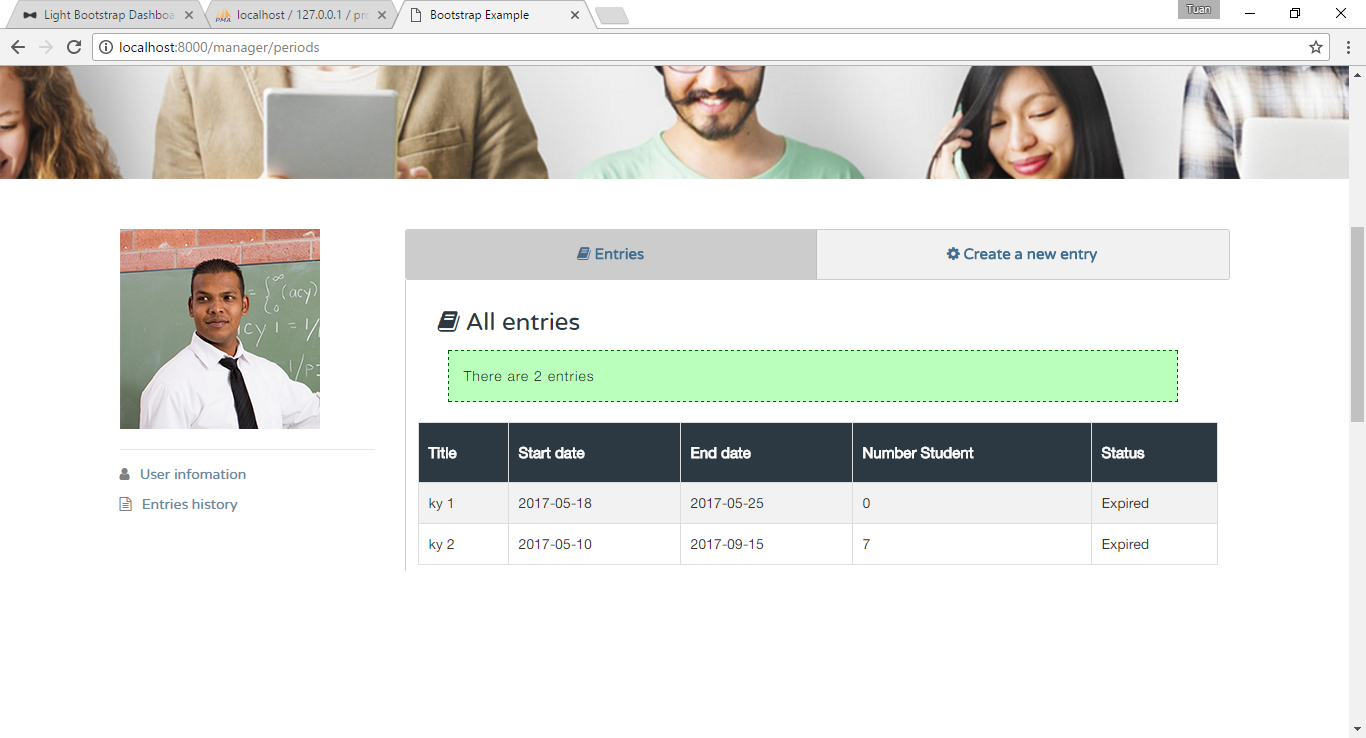 Light Bootstrap Dashboa
localhost / 127.0.0.1 / pro
Bootstrap Example
Tuan
localhost:8000/manager/periods
Entries
Create a new entry
All entries
There are 2 entries
Title Start date End date Number Student Status
ky 1 2017-05-18 2017-05-25 0 Expired
ky 2 2017-05-10 2017-09-15 7 Expired
User infomation
Entries history